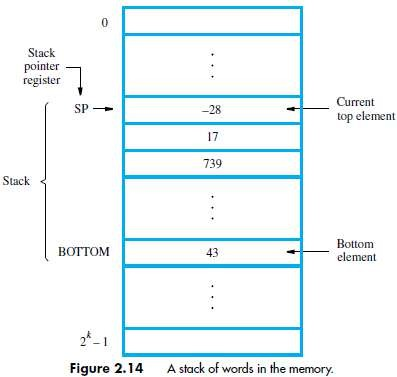 0
Stack
pointer
register
SP
–28
Current
top element
17
739
Stack
BOTTOM
43
Bottom
element
2^k – 1
Figure 2.14 A stack of words in the memory.